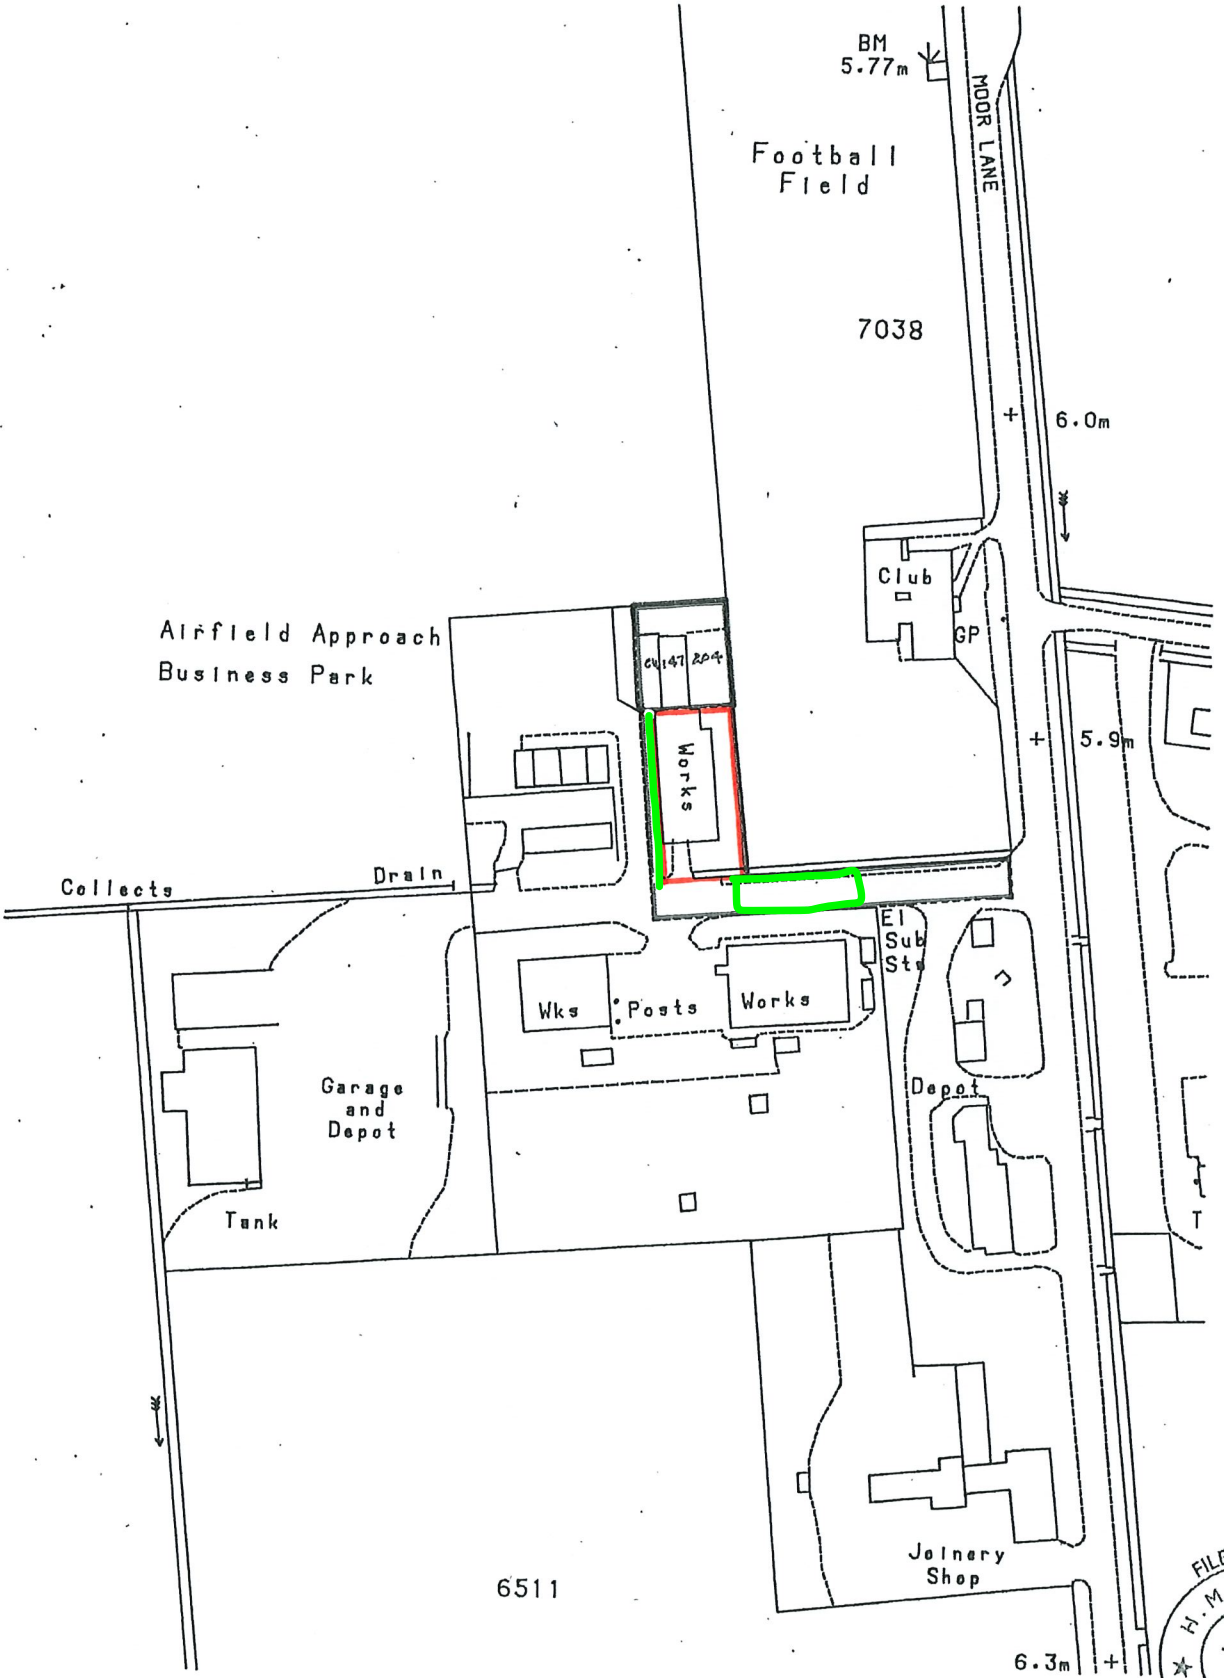 BM
5.77m
MOOR LANE
Football
Field
7038
6.0m
Club
GP
Airfield Approach
Business Park
147
204
5.9m
Works
Drain
Collects
El
Sub
Sta
Wks
Posts
Works
Garage
and
Depot
Depot
Tank
T
Joinery
Shop
6511
6.3m
FILE
H.M